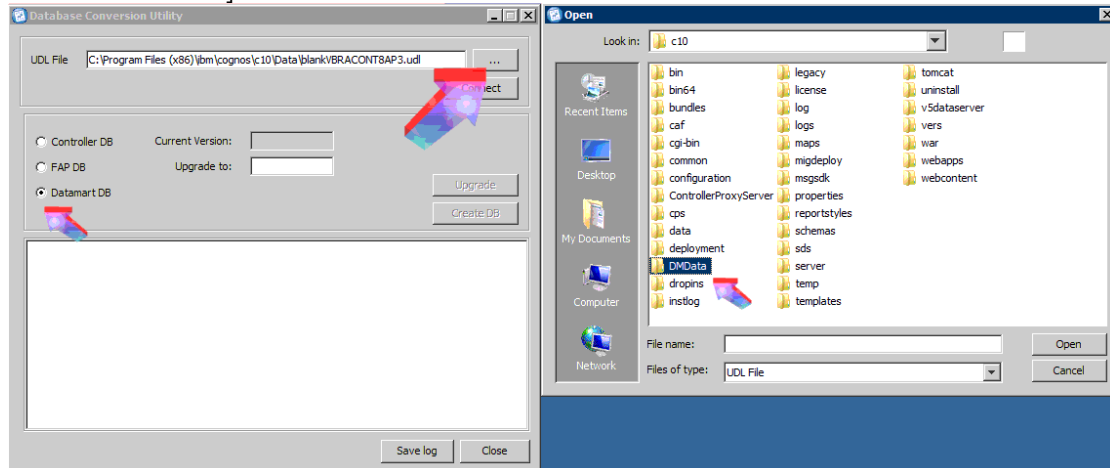 ]
Database Conversion Utility
UDL File C:\Program Files (x86)\ibm\cognos\c10\Data\blankVBRACONT8AP3.udl ...
Connect
Controller DB Current Version:
FAP DB Upgrade to:
Datamart DB
Upgrade
Create DB
Save log Close
Open
Look in: c10
Recent Items
Desktop
My Documents
Computer
Network
bin
bin64
bundles
caf
cgi-bin
common
configuration
ControllerProxyServer
cps
data
deployment
DMData
dropins
instlog
legacy
license
log
logs
maps
migdeploy
msgsdk
properties
reportstyles
schemas
sds
server
temp
templates
tomcat
uninstall
v5dataserver
vers
war
webapps
webcontent
File name: Open
Files of type: UDL File Cancel